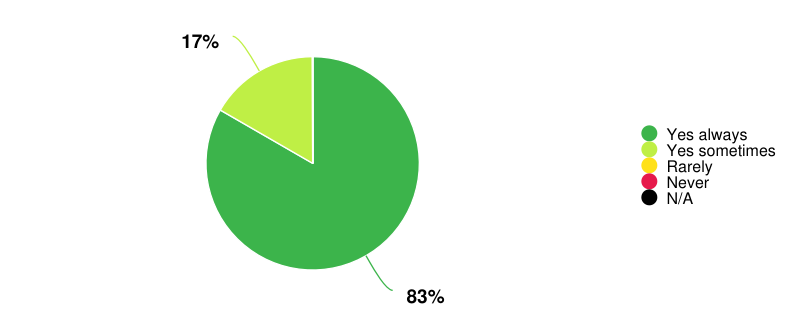 17%
Yes always
Yes sometimes
Rarely
Never
N/A
83%